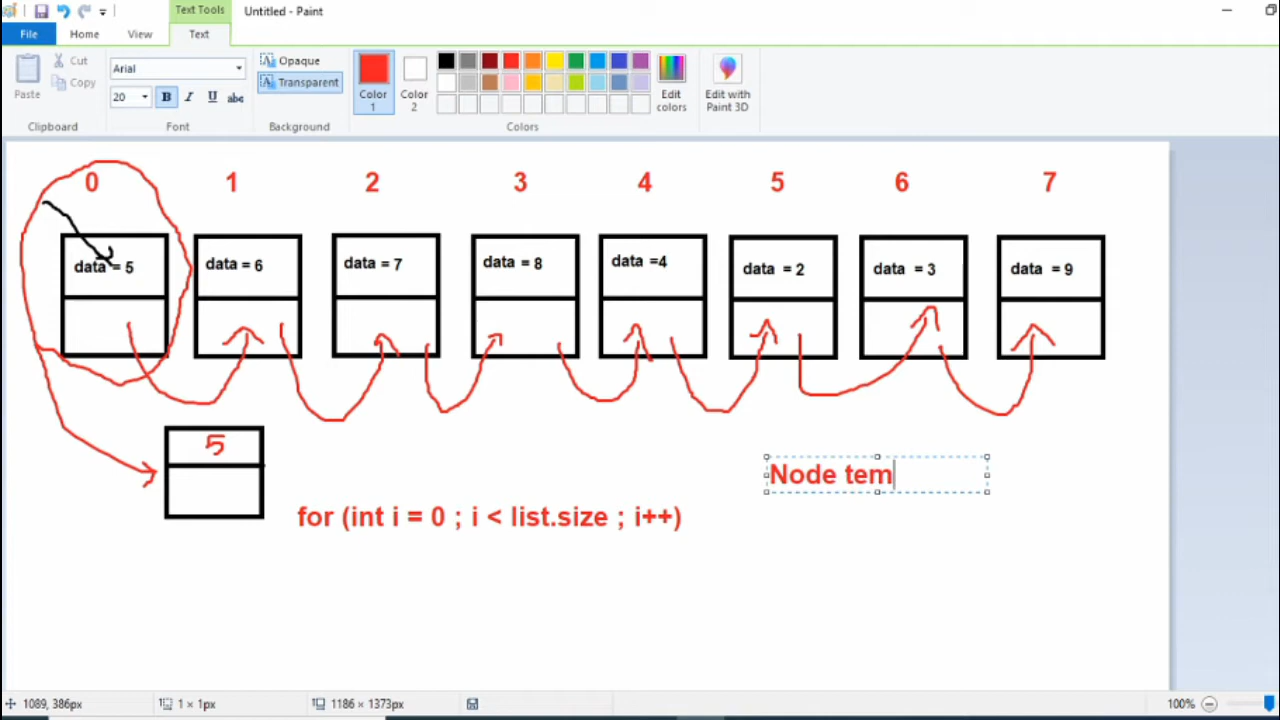 Text Tools
Untitled - Paint
File
Home
View
Text
Paste
Cut
Copy
Clipboard
Arial
20
B I U abc
Font
Opaque
Transparent
Background
Color 1
Color 2
Edit colors
Colors
Edit with Paint 3D
0 1 2 3 4 5 6 7
data = 5
data = 6
data = 7
data = 8
data =4
data = 2
data = 3
data = 9
5
Node tem
for (int i = 0 ; i < list.size ; i++)
1089, 386px
1 × 1px
1186 × 1373px
100%